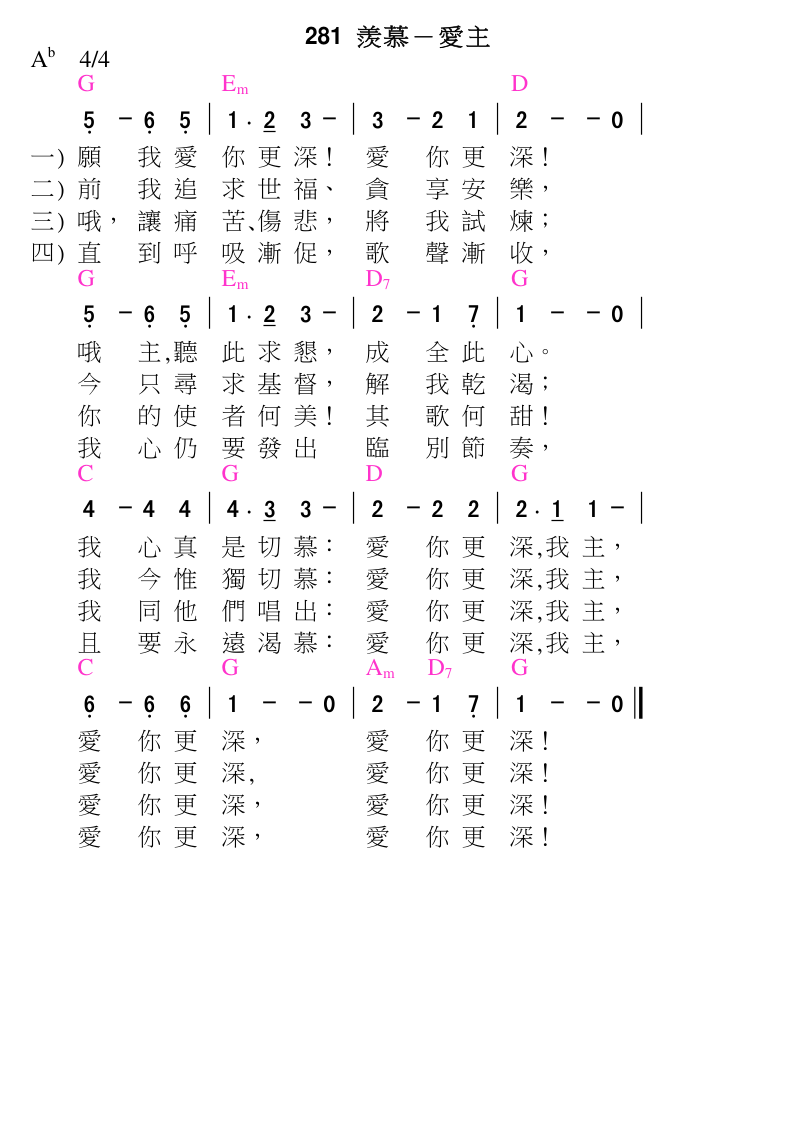 281 羨慕－愛主
A♭ 4/4
G Em D
5 － 6 5 | 1 . 2 3 － | 3 － 2 1 | 2 － － 0 |
一) 願 我 愛 你 更 深！ 愛 你 更 深！
二) 前 我 追 求 世 福、 貪 享 安 樂，
三) 哦， 讓 痛 苦、傷 悲， 將 我 試 煉；
四) 直 到 呼 吸 漸 促， 歌 聲 漸 收，
G Em D7 G
5 － 6 5 | 1 . 2 3 － | 2 － 1 7 | 1 － － 0 |
哦 主,聽 此 求 懇， 成 全 此 心。
今 只 尋 求 基 督， 解 我 乾 渴；
你 的 使 者 何 美！ 其 歌 何 甜！
我 心 仍 要 發 出 臨 別 節 奏，
C G D G
4 － 4 4 | 4 . 3 3 － | 2 － 2 2 | 2 . 1 1 － |
我 心 真 是 切 慕： 愛 你 更 深,我 主，
我 今 惟 獨 切 慕： 愛 你 更 深,我 主，
我 同 他 們 唱 出： 愛 你 更 深,我 主，
且 要 永 遠 渴 慕： 愛 你 更 深,我 主，
C G Am D7 G
6 － 6 6 | 1 － － 0 | 2 － 1 7 | 1 － － 0 ‖
愛 你 更 深， 愛 你 更 深！
愛 你 更 深, 愛 你 更 深！
愛 你 更 深， 愛 你 更 深！
愛 你 更 深， 愛 你 更 深！